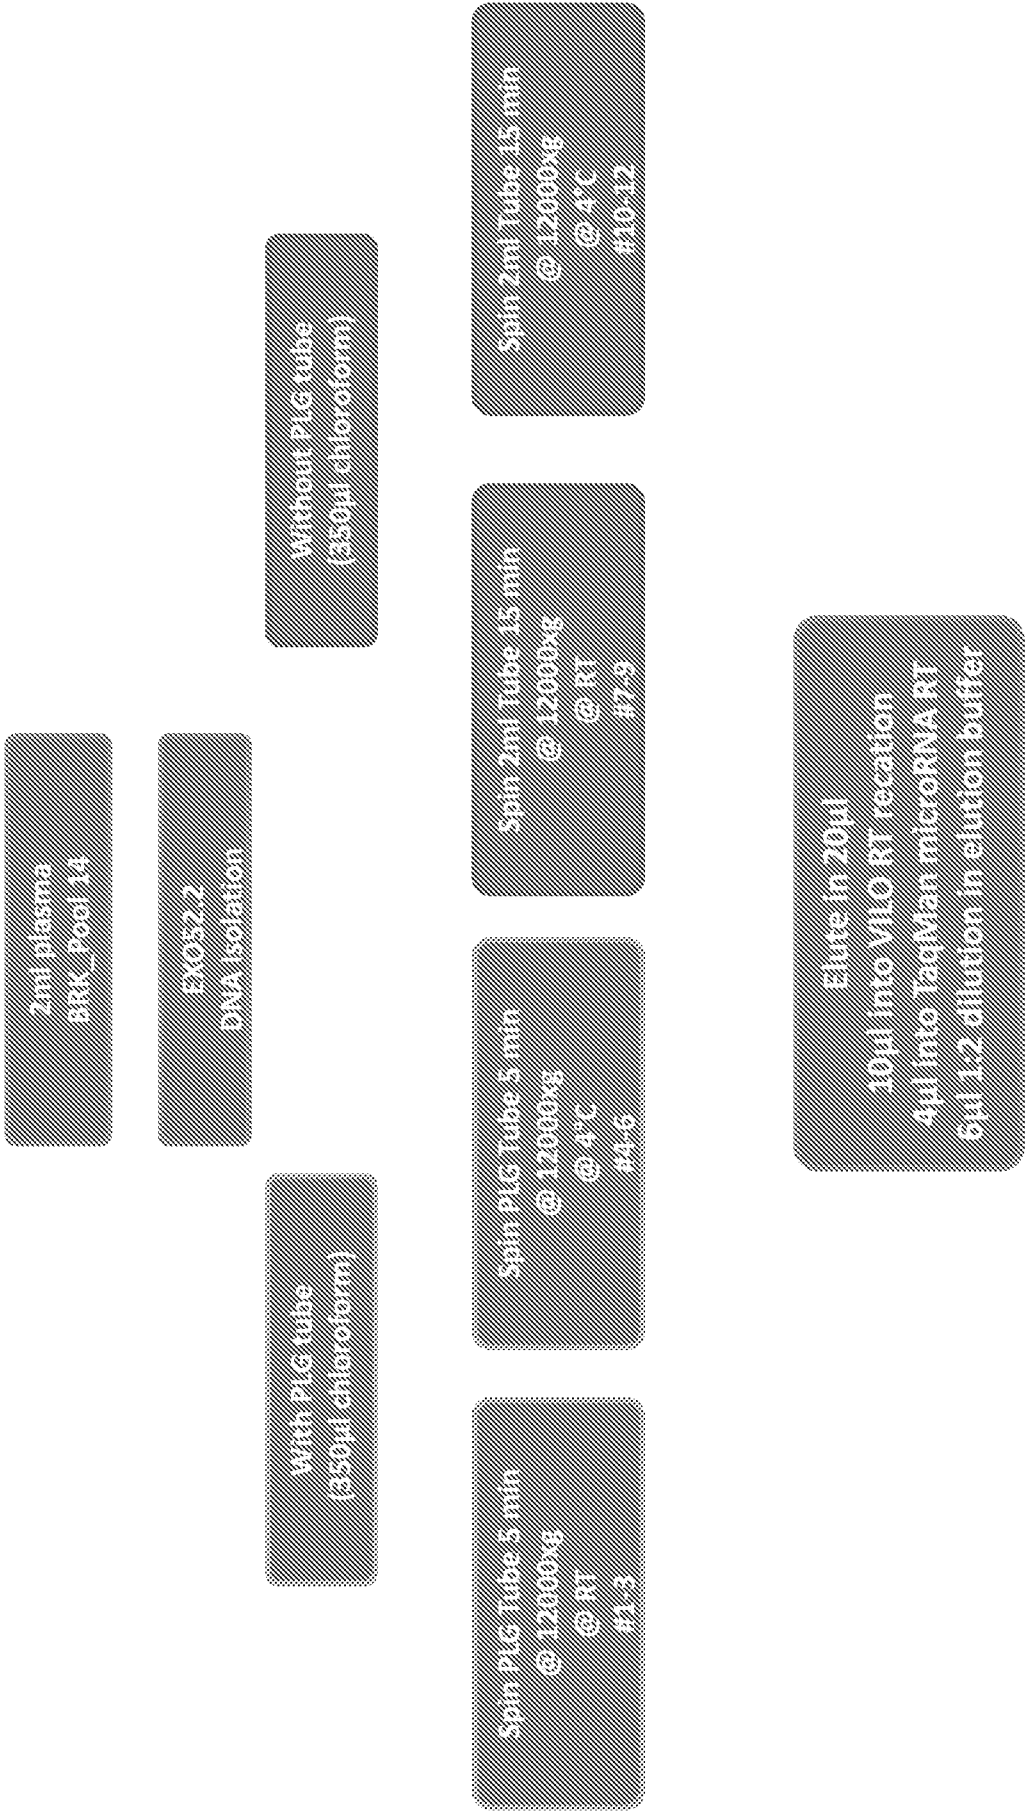 2ml plasma
BRK_Pool 14
EXO52.2
DNA Isolation
With PLG tube
(350µl chloroform)
Without PLG tube
(350µl chloroform)
Spin PLG Tube 5 min
@ 12000xg
@ RT
#1-3
Spin PLG Tube 5 min
@ 12000xg
@ 4°C
#4-6
Spin 2ml Tube 15 min
@ 12000xg
@ RT
#7-9
Spin 2ml Tube 15 min
@ 12000xg
@ 4°C
#10-12
Elute in 20µl
10µl into VILO RT recation
4µl into TaqMan microRNA RT
6µl 1:2 dilution in elution buffer